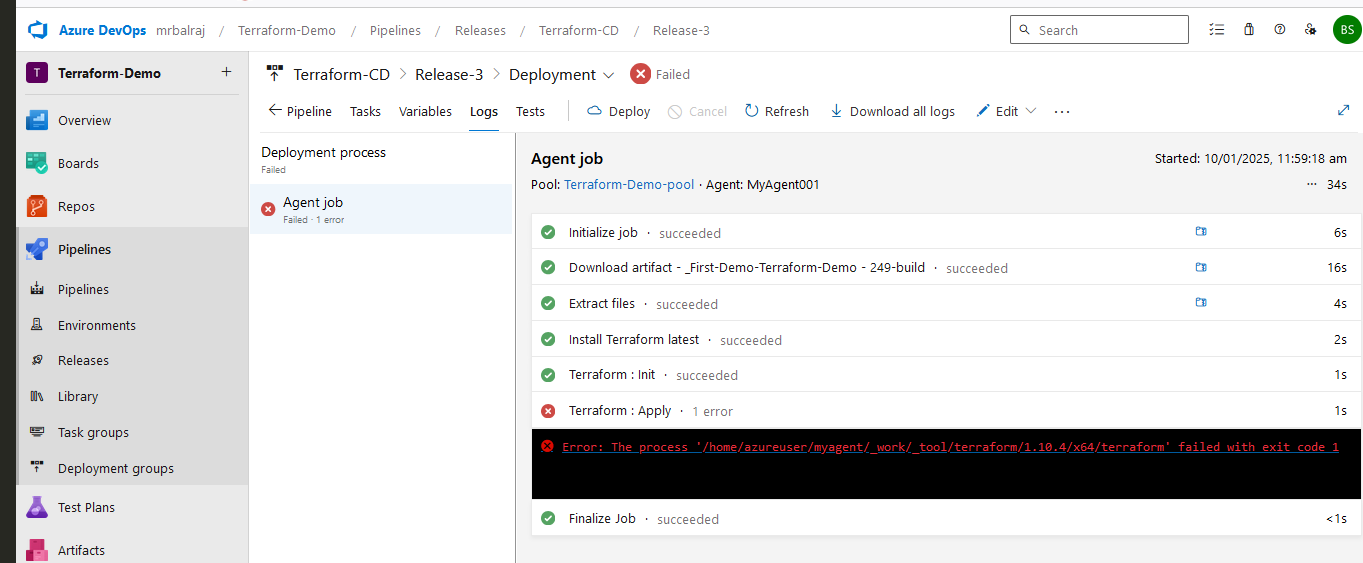 Azure DevOps mrbalraj / Terraform-Demo / Pipelines / Releases / Terraform-CD / Release-3
Search
BS
T Terraform-Demo +
Overview
Boards
Repos
Pipelines
Pipelines
Environments
Releases
Library
Task groups
Deployment groups
Test Plans
Artifacts
Terraform-CD > Release-3 > Deployment Failed
Pipeline Tasks Variables Logs Tests Deploy Cancel Refresh Download all logs Edit ...
Deployment process
Failed
Agent job
Failed · 1 error
Agent job
Started: 10/01/2025, 11:59:18 am
Pool: Terraform-Demo-pool · Agent: MyAgent001
... 34s
Initialize job · succeeded 6s
Download artifact - _First-Demo-Terraform-Demo - 249-build · succeeded 16s
Extract files · succeeded 4s
Install Terraform latest · succeeded 2s
Terraform : Init · succeeded 1s
Terraform : Apply · 1 error 1s
Error: The process '/home/azureuser/myagent/_work/_tool/terraform/1.10.4/x64/terraform' failed with exit code 1
Finalize Job · succeeded <1s